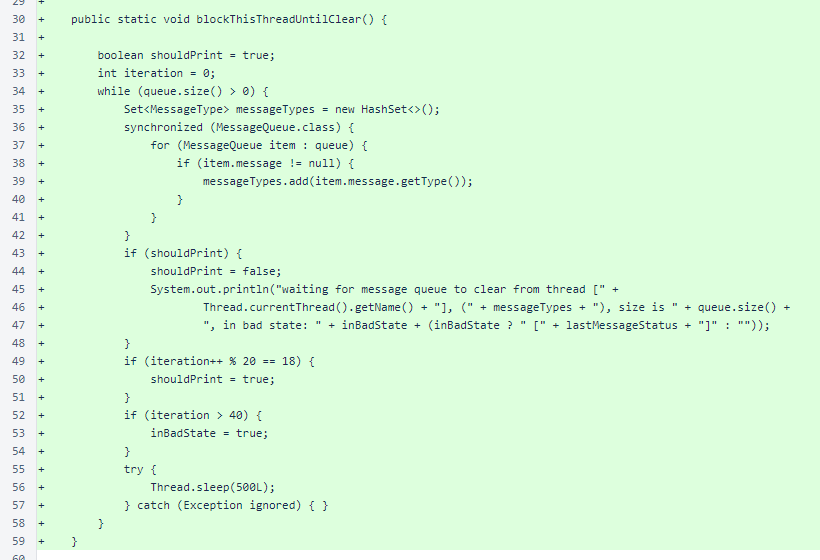 29 +
30 + public static void blockThisThreadUntilClear() {
31 +
32 + boolean shouldPrint = true;
33 + int iteration = 0;
34 + while (queue.size() > 0) {
35 + Set<MessageType> messageTypes = new HashSet<>();
36 + synchronized (MessageQueue.class) {
37 + for (MessageQueue item : queue) {
38 + if (item.message != null) {
39 + messageTypes.add(item.message.getType());
40 + }
41 + }
42 + }
43 + if (shouldPrint) {
44 + shouldPrint = false;
45 + System.out.println("waiting for message queue to clear from thread [" +
46 + Thread.currentThread().getName() + "], (" + messageTypes + "), size is " + queue.size() +
47 + ", in bad state: " + inBadState + (inBadState ? " [" + lastMessageStatus + "]" : ""));
48 + }
49 + if (iteration++ % 20 == 18) {
50 + shouldPrint = true;
51 + }
52 + if (iteration > 40) {
53 + inBadState = true;
54 + }
55 + try {
56 + Thread.sleep(500L);
57 + } catch (Exception ignored) { }
58 + }
59 + }
60